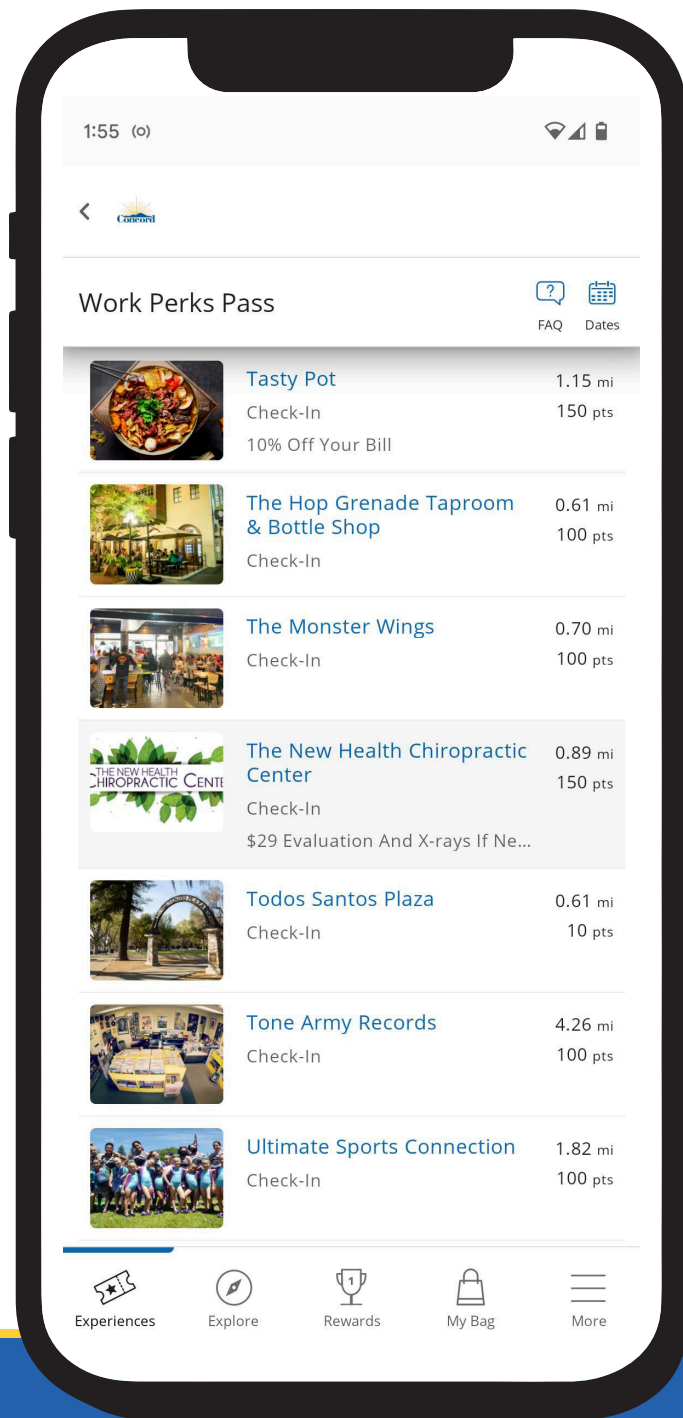 1:55
Concord
Work Perks Pass
FAQ
Dates
Tasty Pot
1.15 mi
Check-In
150 pts
10% Off Your Bill
The Hop Grenade Taproom
0.61 mi
& Bottle Shop
100 pts
Check-In
The Monster Wings
0.70 mi
Check-In
100 pts
THE NEW HEALTH
CHIROPRACTIC CENTE
The New Health Chiropractic
0.89 mi
Center
150 pts
Check-In
$29 Evaluation And X-rays If Ne...
Todos Santos Plaza
0.61 mi
Check-In
10 pts
Tone Army Records
4.26 mi
Check-In
100 pts
Ultimate Sports Connection
1.82 mi
Check-In
100 pts
1
Experiences
Explore
Rewards
My Bag
More